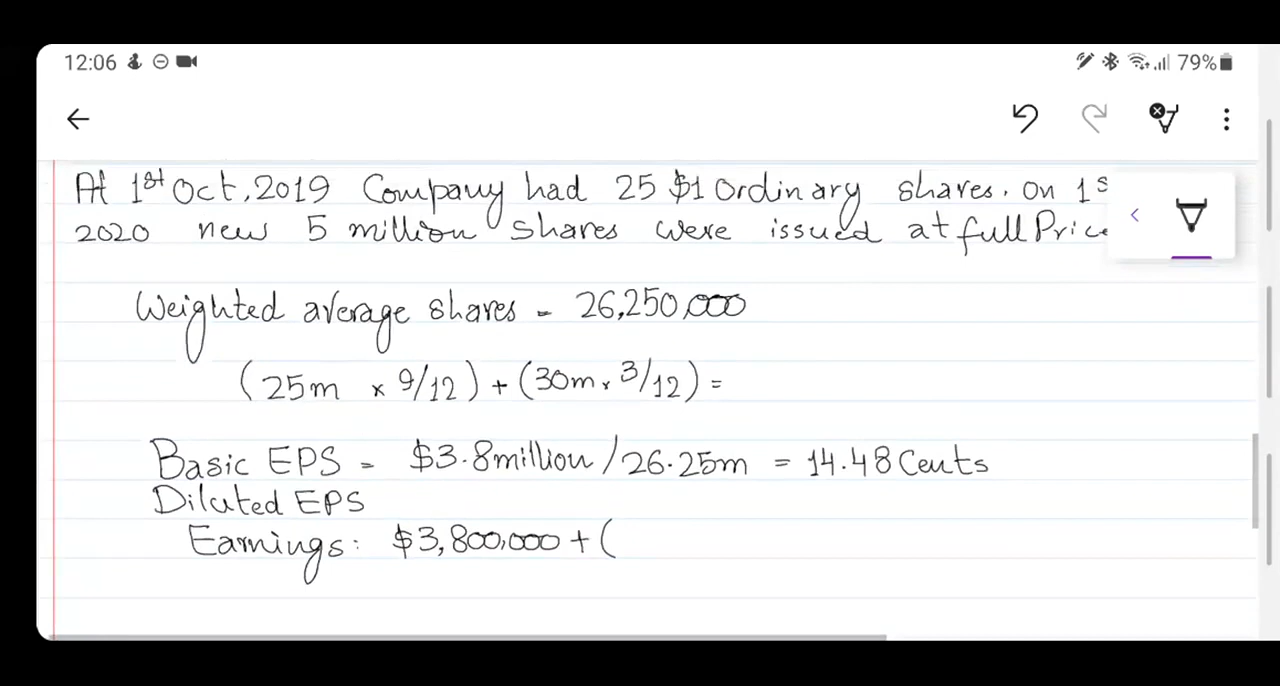 12:06 79%
At 1st Oct, 2019 Company had 25 $1 ordinary shares. on 1s
2020 new 5 million shares were issued at full Price
Weighted average shares = 26,250,000
(25m x 9/12) + (30m x 3/12) =
Basic EPS = $3.8million / 26.25m = 14.48 Cents
Diluted EPS
Earnings: $3,800,000 + (